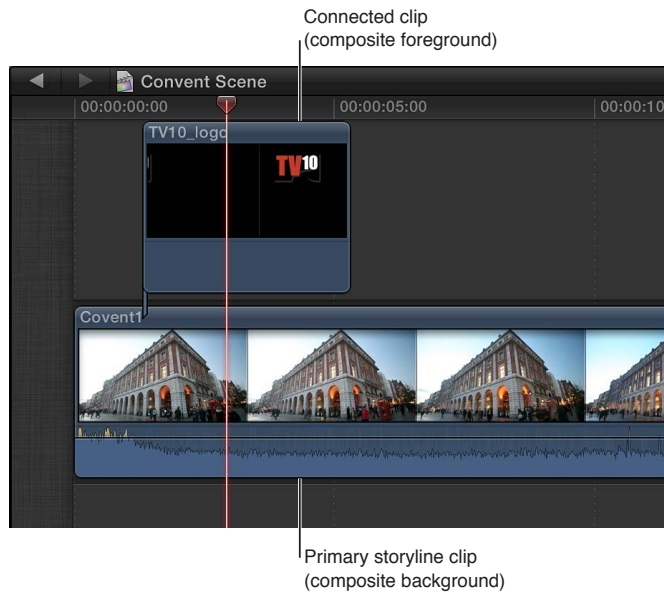 Connected clip
(composite foreground)
Convent Scene
00:00:00:00
00:00:05:00
00:00:10
TV10_logo
TV10
Covent1
Primary storyline clip
(composite background)